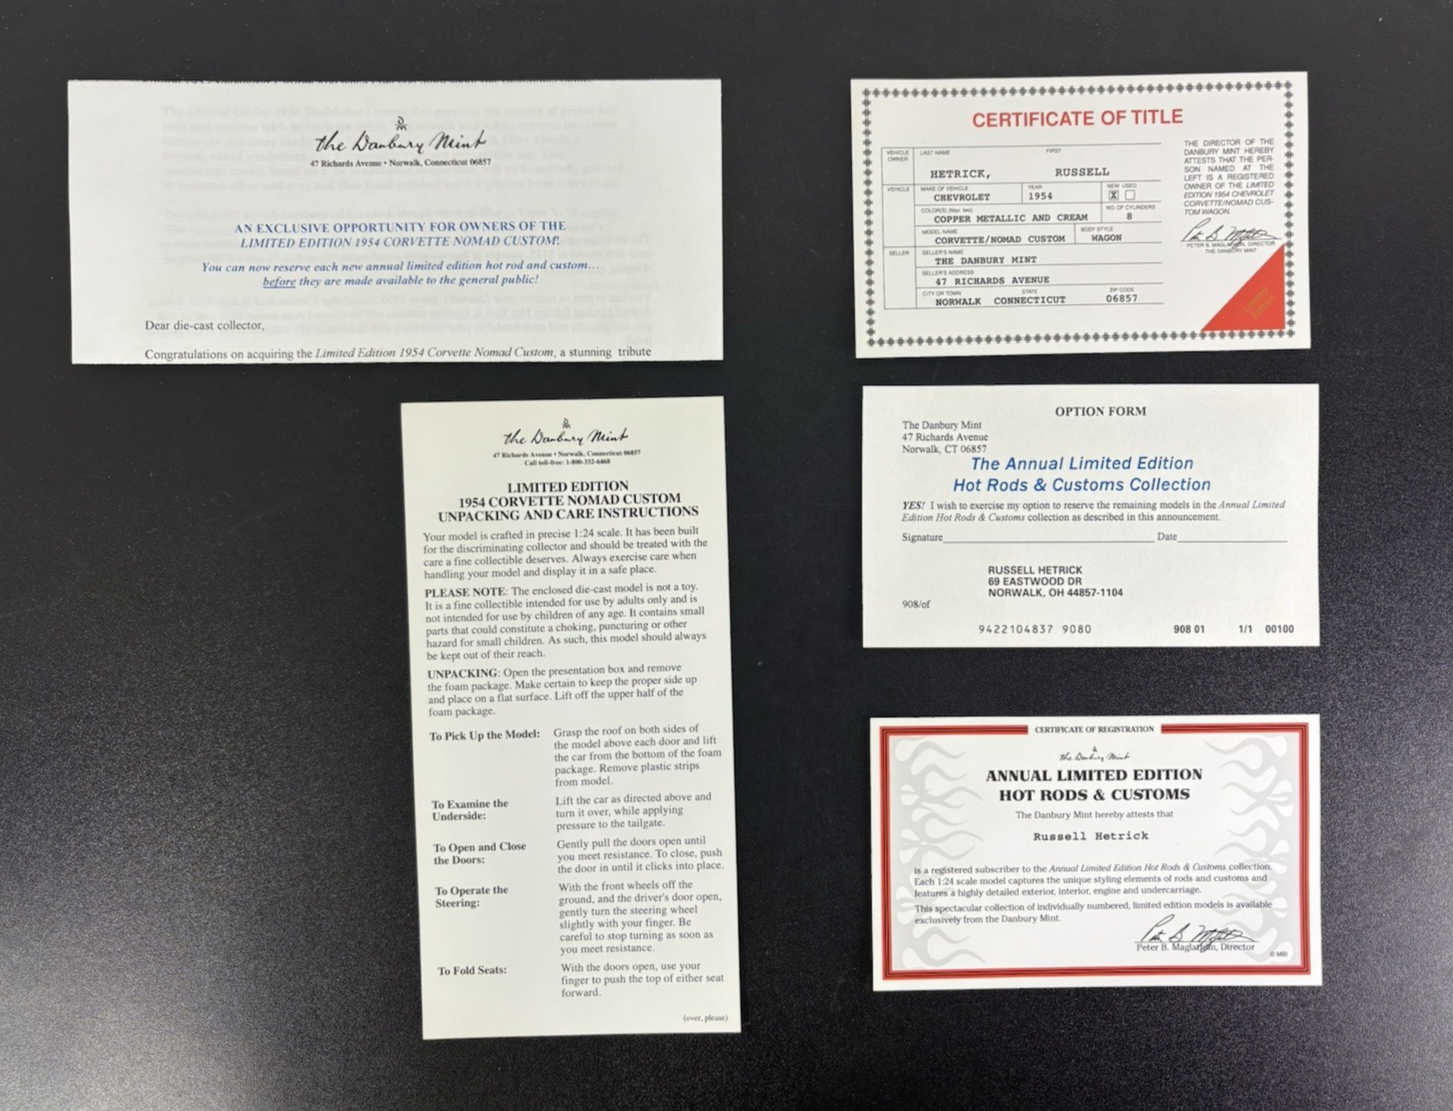 the Danbury Mint
47 Richards Avenue • Norwalk, Connecticut 06857
AN EXCLUSIVE OPPORTUNITY FOR OWNERS OF THE
LIMITED EDITION 1954 CORVETTE NOMAD CUSTOM!
You can now reserve each new annual limited edition hot rod and custom...
before they are made available to the general public!
Dear die-cast collector,
Congratulations on acquiring the Limited Edition 1954 Corvette Nomad Custom, a stunning tribute
the Danbury Mint
47 Richards Avenue • Norwalk, Connecticut 06857
Call toll-free: 1-800-332-6468
LIMITED EDITION
1954 CORVETTE NOMAD CUSTOM
UNPACKING AND CARE INSTRUCTIONS
Your model is crafted in precise 1:24 scale. It has been built
for the discriminating collector and should be treated with the
care a fine collectible deserves. Always exercise care when
handling your model and display it in a safe place.
PLEASE NOTE: The enclosed die-cast model is not a toy.
It is a fine collectible intended for use by adults only and is
not intended for use by children of any age. It contains small
parts that could constitute a choking, puncturing or other
hazard for small children. As such, this model should always
be kept out of their reach.
UNPACKING: Open the presentation box and remove
the foam package. Make certain to keep the proper side up
and place on a flat surface. Lift off the upper half of the
foam package.
To Pick Up the Model: Grasp the roof on both sides of
the model above each door and lift
the car from the bottom of the foam
package. Remove plastic strips
from model.
To Examine the Lift the car as directed above and
Underside: turn it over, while applying
pressure to the tailgate.
To Open and Close Gently pull the doors open until
the Doors: you meet resistance. To close, push
the door in until it clicks into place.
To Operate the With the front wheels off the
Steering: ground, and the driver's door open,
gently turn the steering wheel
slightly with your finger. Be
careful to stop turning as soon as
you meet resistance.
To Fold Seats: With the doors open, use your
finger to push the top of either seat
forward.
(over, please)
CERTIFICATE OF TITLE
VEHICLE OWNER LAST NAME FIRST
HETRICK, RUSSELL
VEHICLE MAKE OF VEHICLE YEAR NEW USED
CHEVROLET 1954 X
COLOR(S) (Max. two) NO. OF CYLINDERS
COPPER METALLIC AND CREAM 8
MODEL NAME BODY STYLE
CORVETTE/NOMAD CUSTOM WAGON
SELLER SELLER'S NAME
THE DANBURY MINT
SELLER'S ADDRESS
47 RICHARDS AVENUE
CITY OR TOWN STATE ZIP CODE
NORWALK CONNECTICUT 06857
THE DIRECTOR OF THE
DANBURY MINT HEREBY
ATTESTS THAT THE PER-
SON NAMED AT THE
LEFT IS A REGISTERED
OWNER OF THE LIMITED
EDITION 1954 CHEVROLET
CORVETTE/NOMAD CUS-
TOM WAGON.
PETER B. MAGLATHLIN, DIRECTOR
THE DANBURY MINT
Limited
Edition
OPTION FORM
The Danbury Mint
47 Richards Avenue
Norwalk, CT 06857
The Annual Limited Edition
Hot Rods & Customs Collection
YES! I wish to exercise my option to reserve the remaining models in the Annual Limited
Edition Hot Rods & Customs collection as described in this announcement.
Signature Date
RUSSELL HETRICK
69 EASTWOOD DR
NORWALK, OH 44857-1104
908/of
9422104837 9080 908 01 1/1 00100
CERTIFICATE OF REGISTRATION
the Danbury Mint
ANNUAL LIMITED EDITION
HOT RODS & CUSTOMS
The Danbury Mint hereby attests that
Russell Hetrick
is a registered subscriber to the Annual Limited Edition Hot Rods & Customs collection.
Each 1:24 scale model captures the unique styling elements of rods and customs and
features a highly detailed exterior, interior, engine and undercarriage.
This spectacular collection of individually numbered, limited edition models is available
exclusively from the Danbury Mint.
Peter B. Maglathlin, Director
© MBI